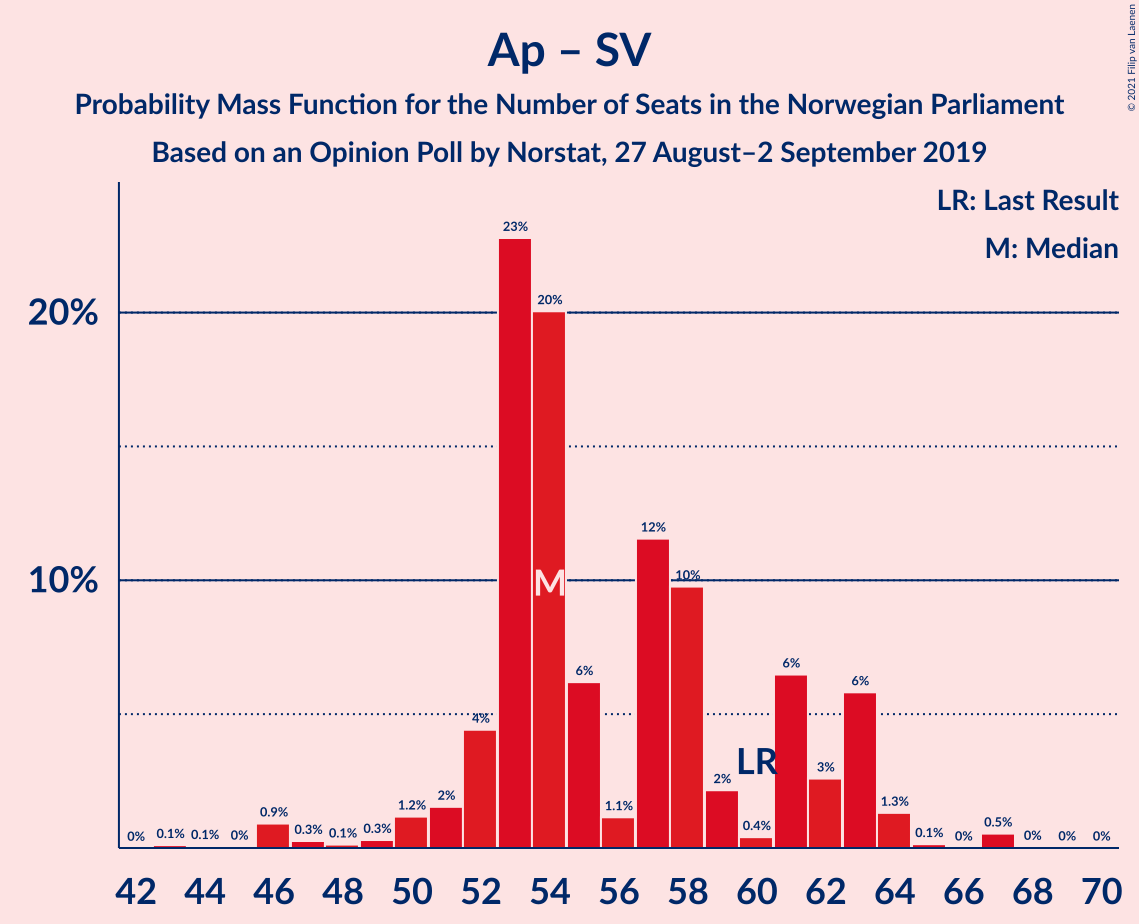 © 2021 Filip van Laenen
Ap – SV
Probability Mass Function for the Number of Seats in the Norwegian Parliament
Based on an Opinion Poll by Norstat, 27 August–2 September 2019
LR: Last Result
M: Median
20%
10%
0% 0.1% 0.1% 0% 0.9% 0.3% 0.1% 0.3% 1.2% 2% 4% 23% 20% 6% 1.1% 12% 10% 2% 0.4% 6% 3% 6% 1.3% 0.1% 0% 0.5% 0% 0% 0%
M
LR
42 44 46 48 50 52 54 56 58 60 62 64 66 68 70